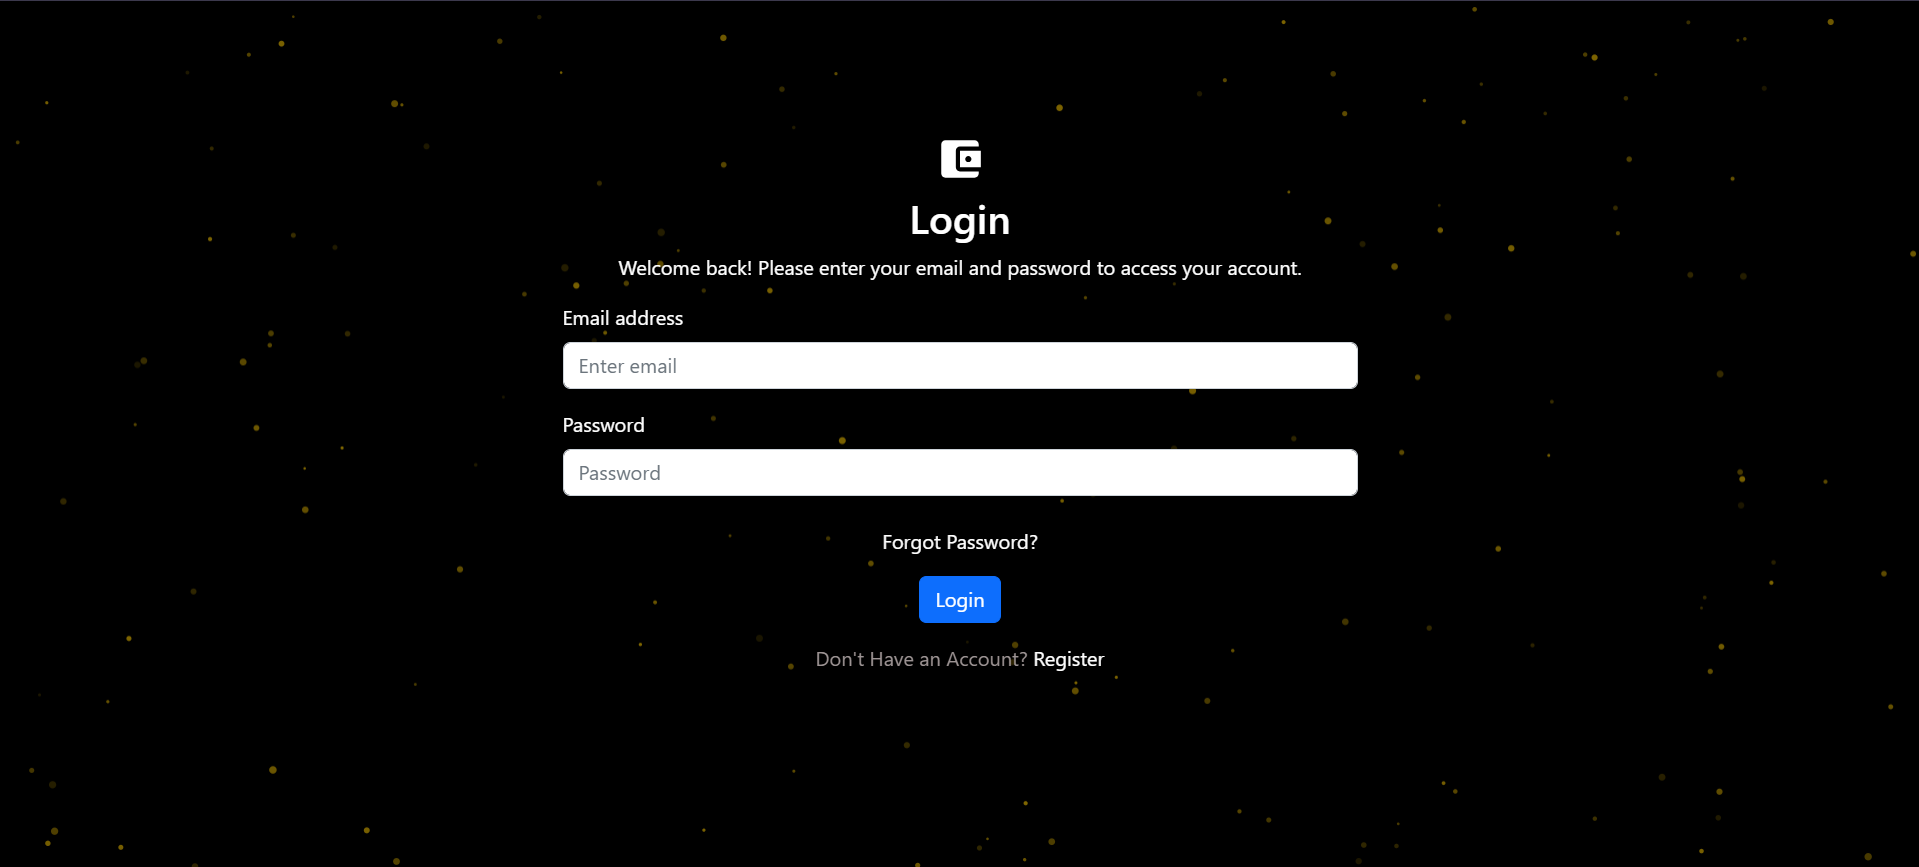 Login
Welcome back! Please enter your email and password to access your account.
Email address
Enter email
Password
Password
Forgot Password?
Login
Don't Have an Account? Register